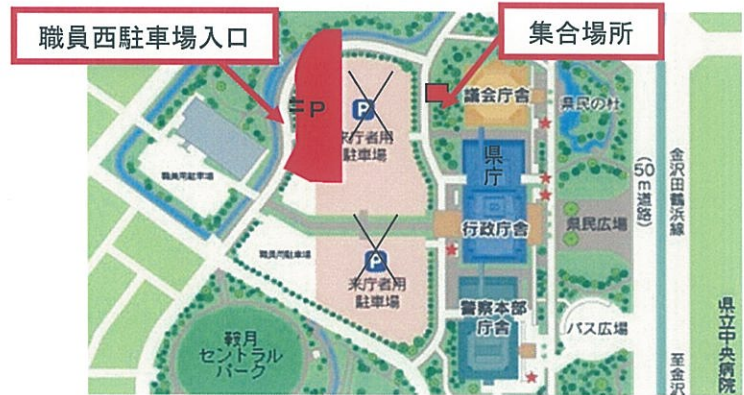 職員西駐車場入口
集合場所
P
P
来庁者用
駐車場
議会庁舎
県民の杜
県庁
行政庁舎
県民広場
職員用駐車場
職員用駐車場
P
来庁者用
駐車場
警察本部
庁舎
バス広場
鞍月
セントラル
パーク
金沢田鶴浜線
(50m道路)
県立中央病院
至金沢